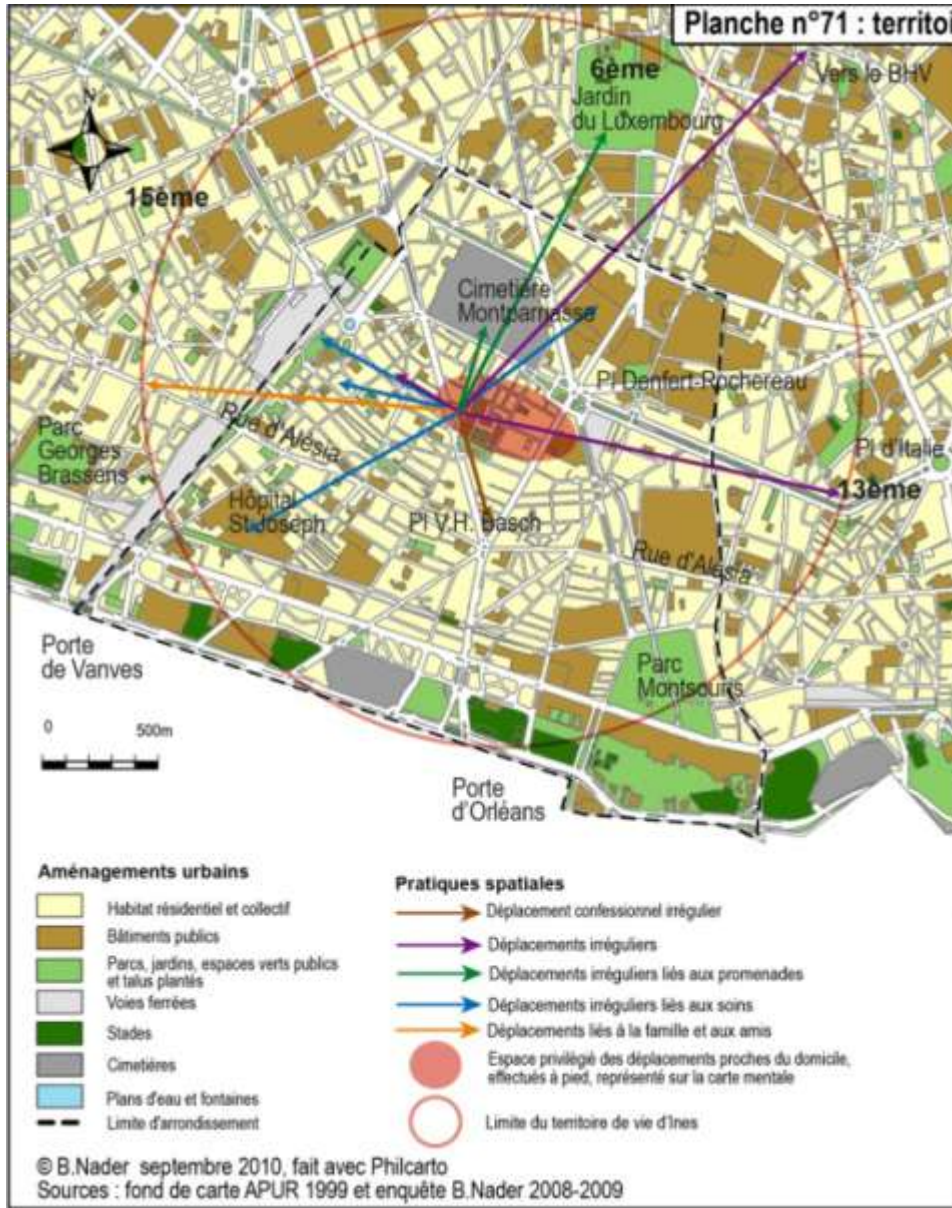 Planche n°71 : territoi
6ème
Vers le BHV
Jardin
du Luxembourg
N
15ème
Cimetière
Montparnasse
Pl Denfert-Rochereau
Rue d'Alésia
Parc
Georges
Brassens
Pl d'Italie
13ème
Hôpital
St Joseph
Pl V.H. Basch
Rue d'Alésia
Porte
de Vanves
Parc
Montsouris
0 500m
Porte
d'Orléans
Aménagements urbains
Habitat résidentiel et collectif
Bâtiments publics
Parcs, jardins, espaces verts publics
et talus plantés
Voies ferrées
Stades
Cimetières
Plans d'eau et fontaines
Limite d'arrondissement
Pratiques spatiales
Déplacement confessionnel irrégulier
Déplacements irréguliers
Déplacements irréguliers liés aux promenades
Déplacements irréguliers liés aux soins
Déplacements liés à la famille et aux amis
Espace privilégié des déplacements proches du domicile,
effectués à pied, représenté sur la carte mentale
Limite du territoire de vie d'Ines
© B.Nader septembre 2010, fait avec Philcarto
Sources : fond de carte APUR 1999 et enquête B.Nader 2008-2009